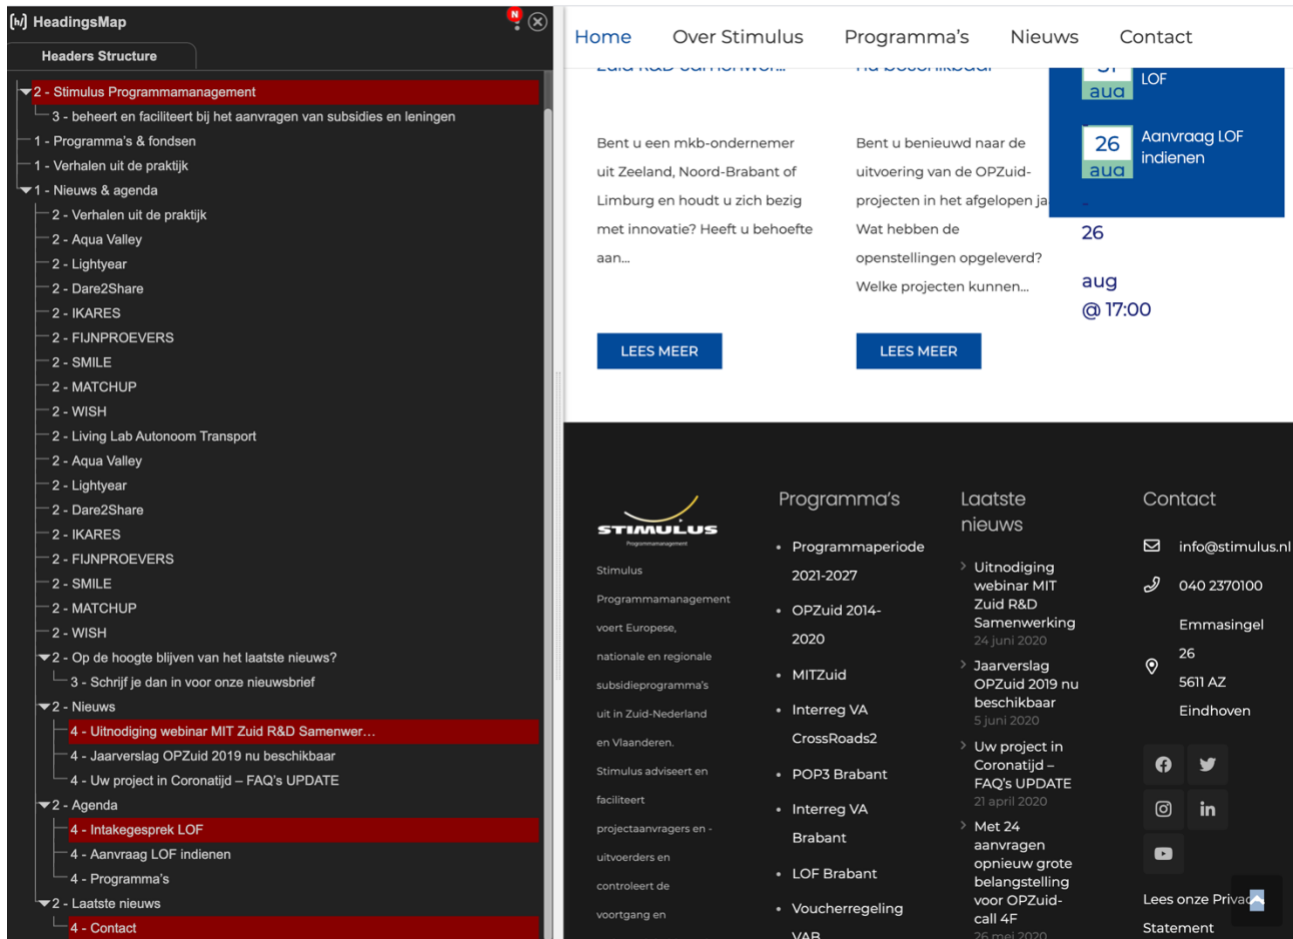 [h] HeadingsMap
N
Headers Structure
2 - Stimulus Programmamanagement
3 - beheert en faciliteert bij het aanvragen van subsidies en leningen
1 - Programma's & fondsen
1 - Verhalen uit de praktijk
1 - Nieuws & agenda
2 - Verhalen uit de praktijk
2 - Aqua Valley
2 - Lightyear
2 - Dare2Share
2 - IKARES
2 - FIJNPROEVERS
2 - SMILE
2 - MATCHUP
2 - WISH
2 - Living Lab Autonoom Transport
2 - Aqua Valley
2 - Lightyear
2 - Dare2Share
2 - IKARES
2 - FIJNPROEVERS
2 - SMILE
2 - MATCHUP
2 - WISH
2 - Op de hoogte blijven van het laatste nieuws?
3 - Schrijf je dan in voor onze nieuwsbrief
2 - Nieuws
4 - Uitnodiging webinar MIT Zuid R&D Samenwer…
4 - Jaarverslag OPZuid 2019 nu beschikbaar
4 - Uw project in Coronatijd – FAQ's UPDATE
2 - Agenda
4 - Intakegesprek LOF
4 - Aanvraag LOF indienen
4 - Programma's
2 - Laatste nieuws
4 - Contact
Home Over Stimulus Programma's Nieuws Contact
Zuid R&D Samenwer...
nu beschikbaar
Bent u een mkb-ondernemer
uit Zeeland, Noord-Brabant of
Limburg en houdt u zich bezig
met innovatie? Heeft u behoefte
aan...
LEES MEER
Bent u benieuwd naar de
uitvoering van de OPZuid-
projecten in het afgelopen ja
Wat hebben de
openstellingen opgeleverd?
Welke projecten kunnen...
LEES MEER
31
aug
LOF
26
aug
Aanvraag LOF
indienen
-
26
aug
@ 17:00
STIMULUS
Programmamanagement
Stimulus
Programmamanagement
voert Europese,
nationale en regionale
subsidieprogramma's
uit in Zuid-Nederland
en Vlaanderen.
Stimulus adviseert en
faciliteert
projectaanvragers en -
uitvoerders en
controleert de
voortgang en
Programma's
• Programmaperiode
2021-2027
• OPZuid 2014-
2020
• MITZuid
• Interreg VA
CrossRoads2
• POP3 Brabant
• Interreg VA
Brabant
• LOF Brabant
• Voucherregeling
VAB
Laatste
nieuws
Uitnodiging
webinar MIT
Zuid R&D
Samenwerking
24 juni 2020
Jaarverslag
OPZuid 2019 nu
beschikbaar
5 juni 2020
Uw project in
Coronatijd –
FAQ's UPDATE
21 april 2020
Met 24
aanvragen
opnieuw grote
belangstelling
voor OPZuid-
call 4F
26 mei 2020
Contact
info@stimulus.nl
040 2370100
Emmasingel
26
5611 AZ
Eindhoven
Lees onze Privac
Statement